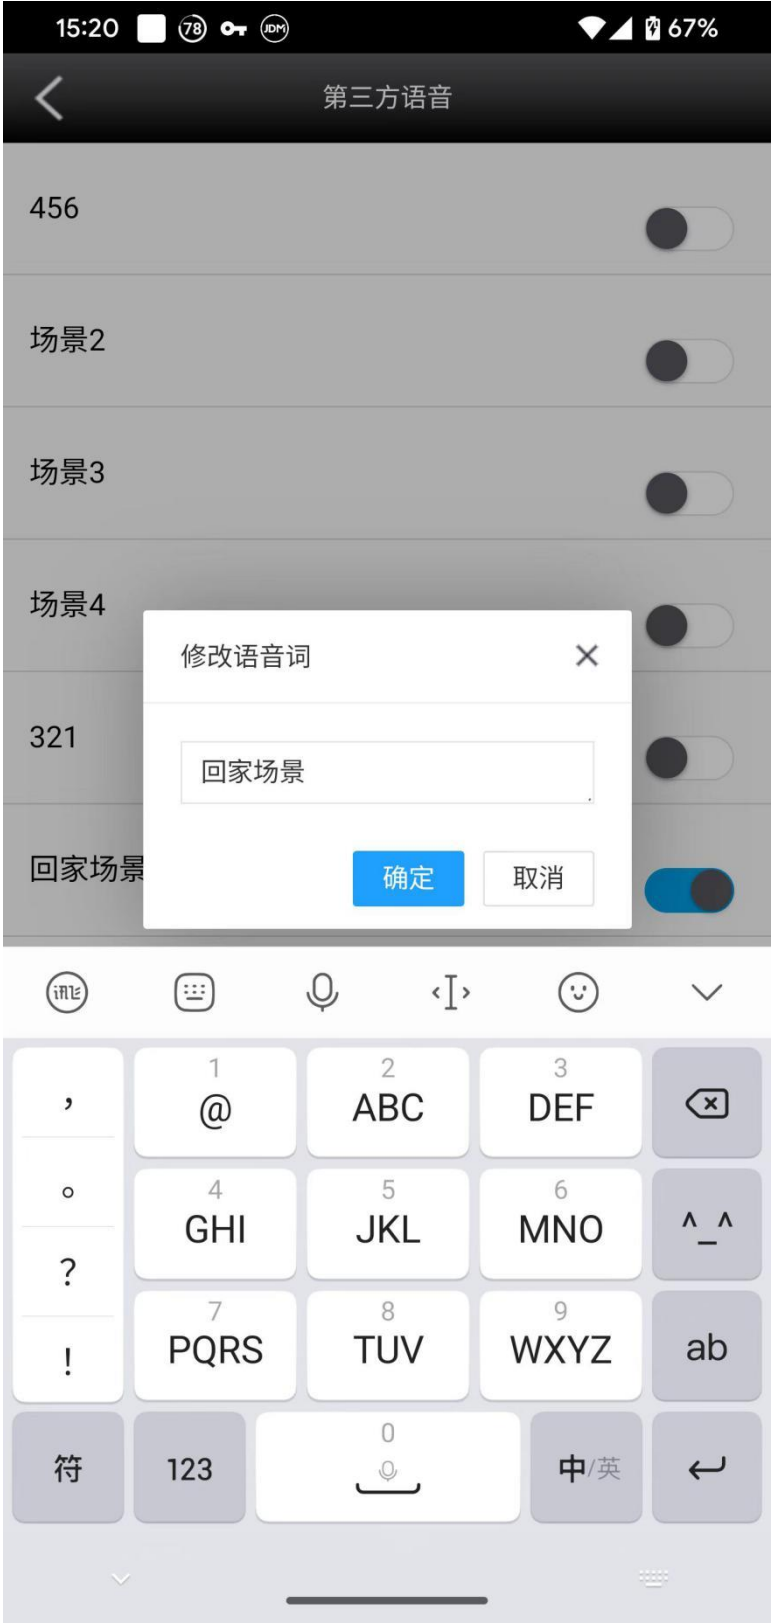 15:20 78 JDM 67%
第三方语音
456
场景2
场景3
场景4
修改语音词
321
回家场景
回家场景
确定 取消
, 1 2 3
@ ABC DEF
。 4 5 6
GHI JKL MNO ^_^
?
7 8 9
! PQRS TUV WXYZ ab
0
符 123 中/英